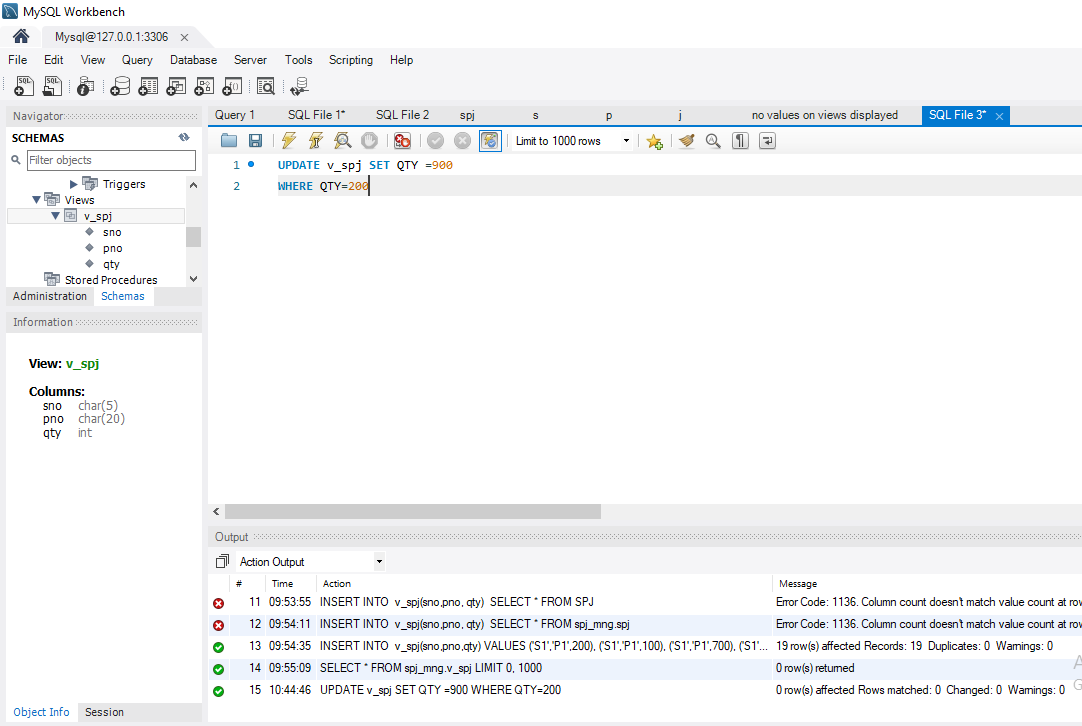 MySQL Workbench
Mysql@127.0.0.1:3306
File Edit View Query Database Server Tools Scripting Help
Navigator
SCHEMAS
Filter objects
Triggers
Views
v_spj
sno
pno
qty
Stored Procedures
Administration Schemas
Information
View: v_spj
Columns:
sno char(5)
pno char(20)
qty int
Object Info Session
Query 1 SQL File 1* SQL File 2 spj s p j no values on views displayed SQL File 3*
Limit to 1000 rows
1 UPDATE v_spj SET QTY =900
2 WHERE QTY=200
Output
Action Output
# Time Action Message
11 09:53:55 INSERT INTO v_spj(sno,pno, qty) SELECT * FROM SPJ Error Code: 1136. Column count doesn't match value count at row
12 09:54:11 INSERT INTO v_spj(sno,pno, qty) SELECT * FROM spj_mng.spj Error Code: 1136. Column count doesn't match value count at row
13 09:54:35 INSERT INTO v_spj(sno,pno,qty) VALUES ('S1','P1',200), ('S1','P1',100), ('S1','P1',700), ('S1'... 19 row(s) affected Records: 19 Duplicates: 0 Warnings: 0
14 09:55:09 SELECT * FROM spj_mng.v_spj LIMIT 0, 1000 0 row(s) returned
15 10:44:46 UPDATE v_spj SET QTY =900 WHERE QTY=200 0 row(s) affected Rows matched: 0 Changed: 0 Warnings: 0